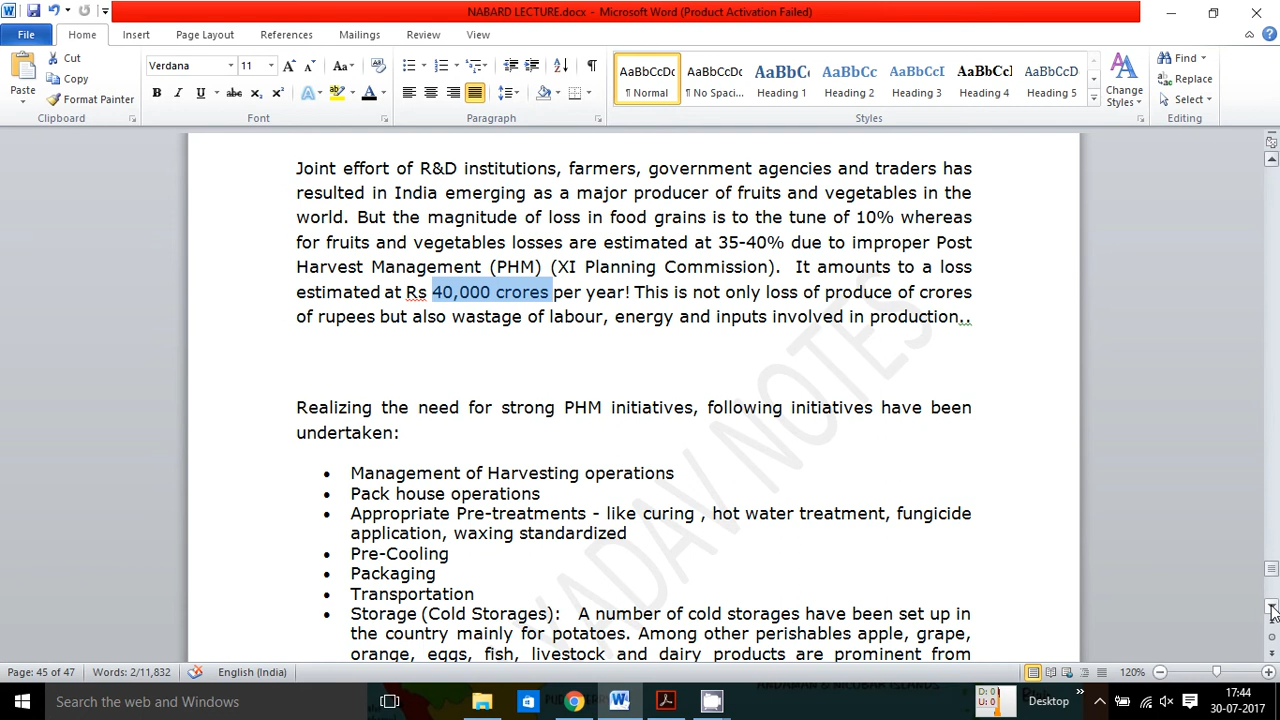 NABARD LECTURE.docx - Microsoft Word (Product Activation Failed)
File Home Insert Page Layout References Mailings Review View
Paste
Cut
Copy
Format Painter
Verdana 11
AaBbCcDc AaBbCcDc AaBbC AaBbCc AaBbCcI AaBbCcI AaBbCcDc
¶ Normal ¶ No Spaci... Heading 1 Heading 2 Heading 3 Heading 4 Heading 5
Change Styles
Find
Replace
Select
Clipboard Font Paragraph Styles Editing
Joint effort of R&D institutions, farmers, government agencies and traders has
resulted in India emerging as a major producer of fruits and vegetables in the
world. But the magnitude of loss in food grains is to the tune of 10% whereas
for fruits and vegetables losses are estimated at 35-40% due to improper Post
Harvest Management (PHM) (XI Planning Commission). It amounts to a loss
estimated at Rs 40,000 crores per year! This is not only loss of produce of crores
of rupees but also wastage of labour, energy and inputs involved in production..
Realizing the need for strong PHM initiatives, following initiatives have been
undertaken:
• Management of Harvesting operations
• Pack house operations
• Appropriate Pre-treatments - like curing , hot water treatment, fungicide
application, waxing standardized
• Pre-Cooling
• Packaging
• Transportation
• Storage (Cold Storages): A number of cold storages have been set up in
the country mainly for potatoes. Among other perishables apple, grape,
orange, eggs, fish, livestock and dairy products are prominent from
YADAV NOTES
Page: 45 of 47 Words: 2/11,832 English (India) 120%
Search the web and Windows
D: 0
U: 0
Desktop
17:44
30-07-2017